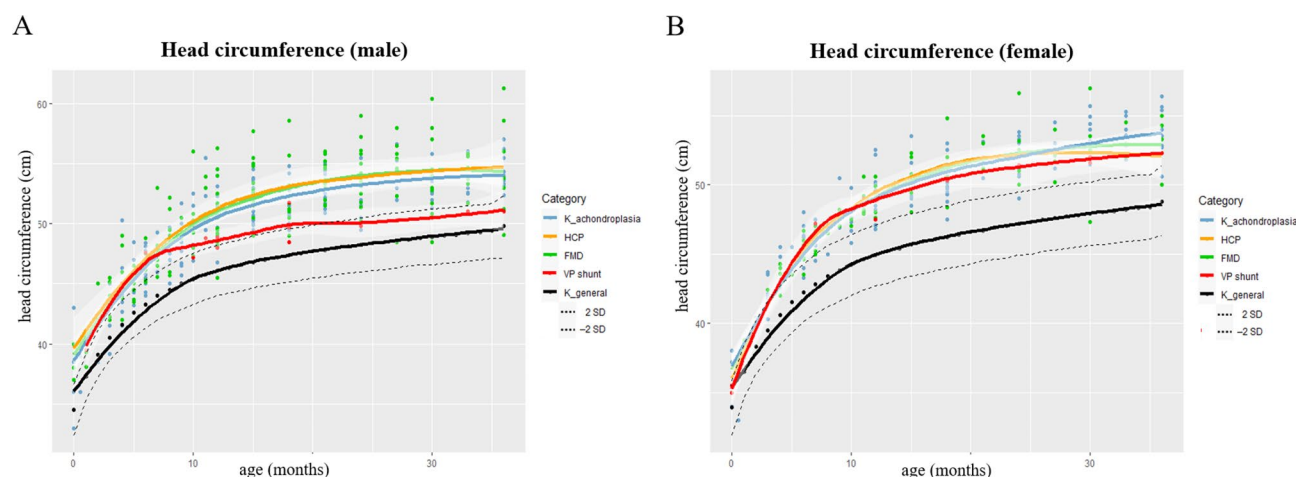 A
Head circumference (male)
head circumference (cm)
60
50
40
0
10
30
age (months)
Category
K_achondroplasia
HCP
FMD
VP shunt
K_general
2 SD
−2 SD
B
Head circumference (female)
head circumference (cm)
50
40
0
10
30
age (months)
Category
K_achondroplasia
HCP
FMD
VP shunt
K_general
2 SD
−2 SD